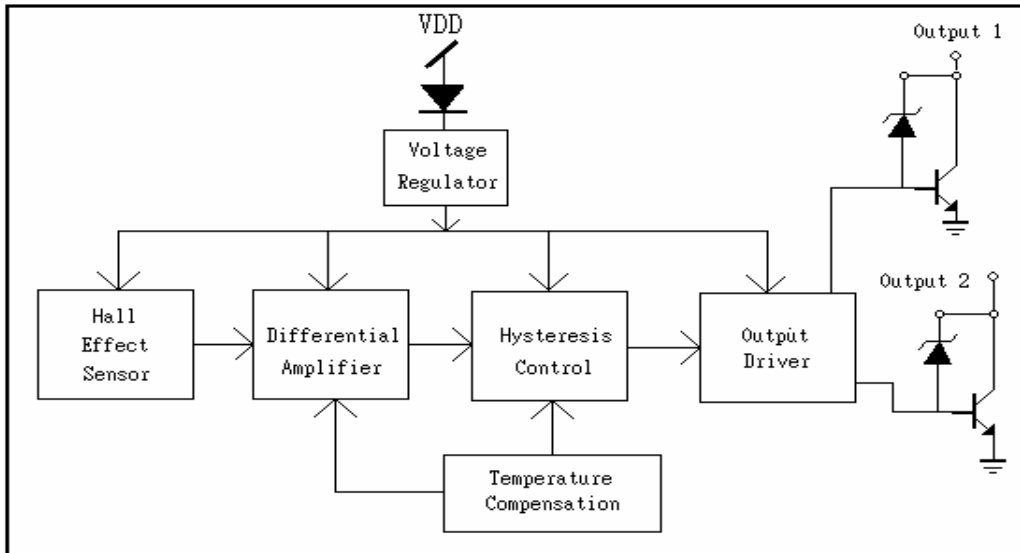 VDD
Output 1
Voltage
Regulator
Output 2
Hall
Effect
Sensor
Differential
Amplifier
Hysteresis
Control
Output
Driver
Temperature
Compensation